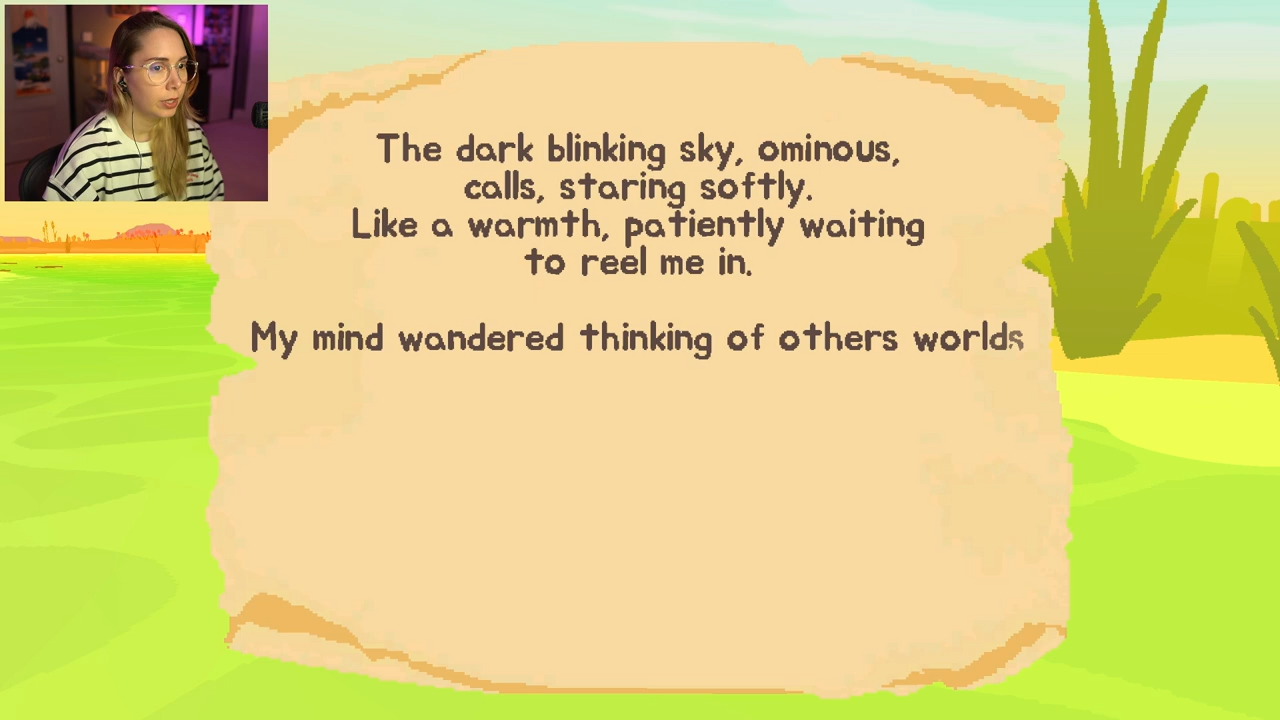 The dark blinking sky, ominous,
calls, staring softly.
Like a warmth, patiently waiting
to reel me in.
My mind wandered thinking of others worlds